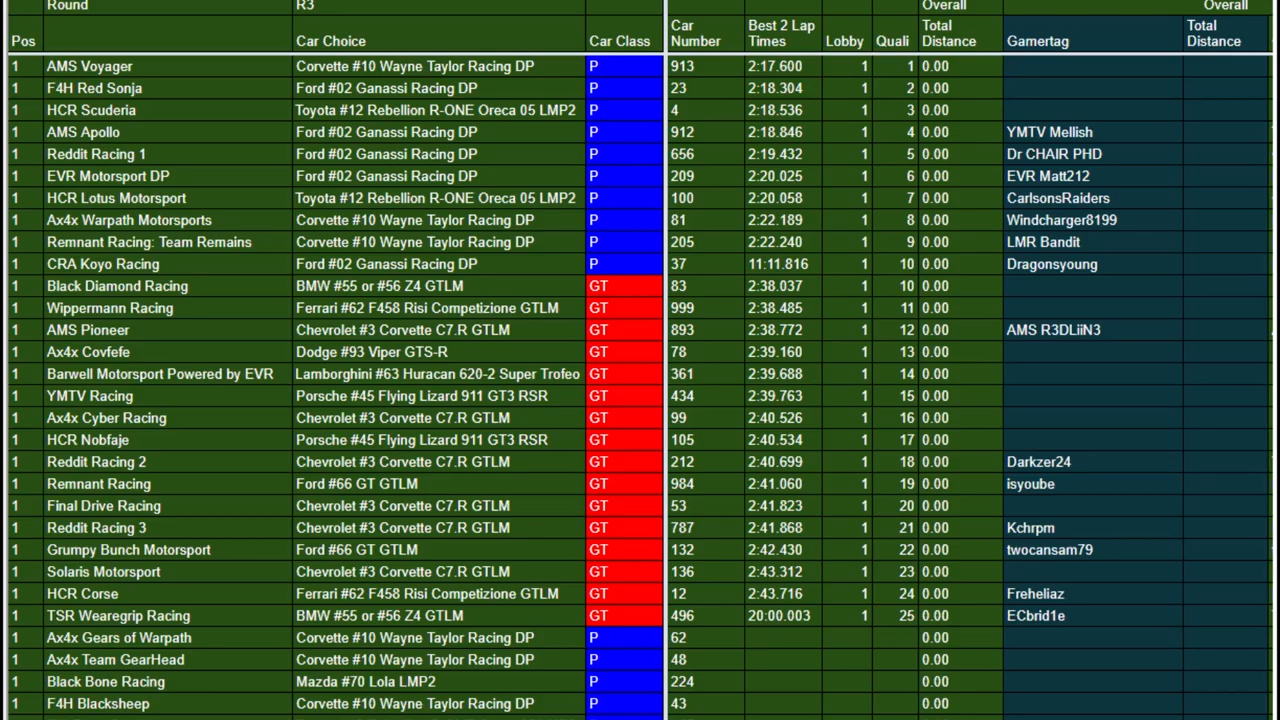 Round R3 Overall Overall
Pos Car Choice Car Class Car Number Best 2 Lap Times Lobby Quali Total Distance Gamertag Total Distance
1 AMS Voyager Corvette #10 Wayne Taylor Racing DP P 913 2:17.600 1 1 0.00
1 F4H Red Sonja Ford #02 Ganassi Racing DP P 23 2:18.304 1 2 0.00
1 HCR Scuderia Toyota #12 Rebellion R-ONE Oreca 05 LMP2 P 4 2:18.536 1 3 0.00
1 AMS Apollo Ford #02 Ganassi Racing DP P 912 2:18.846 1 4 0.00 YMTV Mellish
1 Reddit Racing 1 Ford #02 Ganassi Racing DP P 656 2:19.432 1 5 0.00 Dr CHAIR PHD
1 EVR Motorsport DP Ford #02 Ganassi Racing DP P 209 2:20.025 1 6 0.00 EVR Matt212
1 HCR Lotus Motorsport Toyota #12 Rebellion R-ONE Oreca 05 LMP2 P 100 2:20.058 1 7 0.00 CarlsonsRaiders
1 Ax4x Warpath Motorsports Corvette #10 Wayne Taylor Racing DP P 81 2:22.189 1 8 0.00 Windcharger8199
1 Remnant Racing: Team Remains Corvette #10 Wayne Taylor Racing DP P 205 2:22.240 1 9 0.00 LMR Bandit
1 CRA Koyo Racing Ford #02 Ganassi Racing DP P 37 11:11.816 1 10 0.00 Dragonsyoung
1 Black Diamond Racing BMW #55 or #56 Z4 GTLM GT 83 2:38.037 1 10 0.00
1 Wippermann Racing Ferrari #62 F458 Risi Competizione GTLM GT 999 2:38.485 1 11 0.00
1 AMS Pioneer Chevrolet #3 Corvette C7.R GTLM GT 893 2:38.772 1 12 0.00 AMS R3DLiiN3
1 Ax4x Covfefe Dodge #93 Viper GTS-R GT 78 2:39.160 1 13 0.00
1 Barwell Motorsport Powered by EVR Lamborghini #63 Huracan 620-2 Super Trofeo GT 361 2:39.688 1 14 0.00
1 YMTV Racing Porsche #45 Flying Lizard 911 GT3 RSR GT 434 2:39.763 1 15 0.00
1 Ax4x Cyber Racing Chevrolet #3 Corvette C7.R GTLM GT 99 2:40.526 1 16 0.00
1 HCR Nobfaje Porsche #45 Flying Lizard 911 GT3 RSR GT 105 2:40.534 1 17 0.00
1 Reddit Racing 2 Chevrolet #3 Corvette C7.R GTLM GT 212 2:40.699 1 18 0.00 Darkzer24
1 Remnant Racing Ford #66 GT GTLM GT 984 2:41.060 1 19 0.00 isyoube
1 Final Drive Racing Chevrolet #3 Corvette C7.R GTLM GT 53 2:41.823 1 20 0.00
1 Reddit Racing 3 Chevrolet #3 Corvette C7.R GTLM GT 787 2:41.868 1 21 0.00 Kchrpm
1 Grumpy Bunch Motorsport Ford #66 GT GTLM GT 132 2:42.430 1 22 0.00 twocansam79
1 Solaris Motorsport Chevrolet #3 Corvette C7.R GTLM GT 136 2:43.312 1 23 0.00
1 HCR Corse Ferrari #62 F458 Risi Competizione GTLM GT 12 2:43.716 1 24 0.00 Freheliaz
1 TSR Wearegrip Racing BMW #55 or #56 Z4 GTLM GT 496 20:00.003 1 25 0.00 ECbrid1e
1 Ax4x Gears of Warpath Corvette #10 Wayne Taylor Racing DP P 62 0.00
1 Ax4x Team GearHead Corvette #10 Wayne Taylor Racing DP P 48 0.00
1 Black Bone Racing Mazda #70 Lola LMP2 P 224 0.00
1 F4H Blacksheep Corvette #10 Wayne Taylor Racing DP P 43 0.00